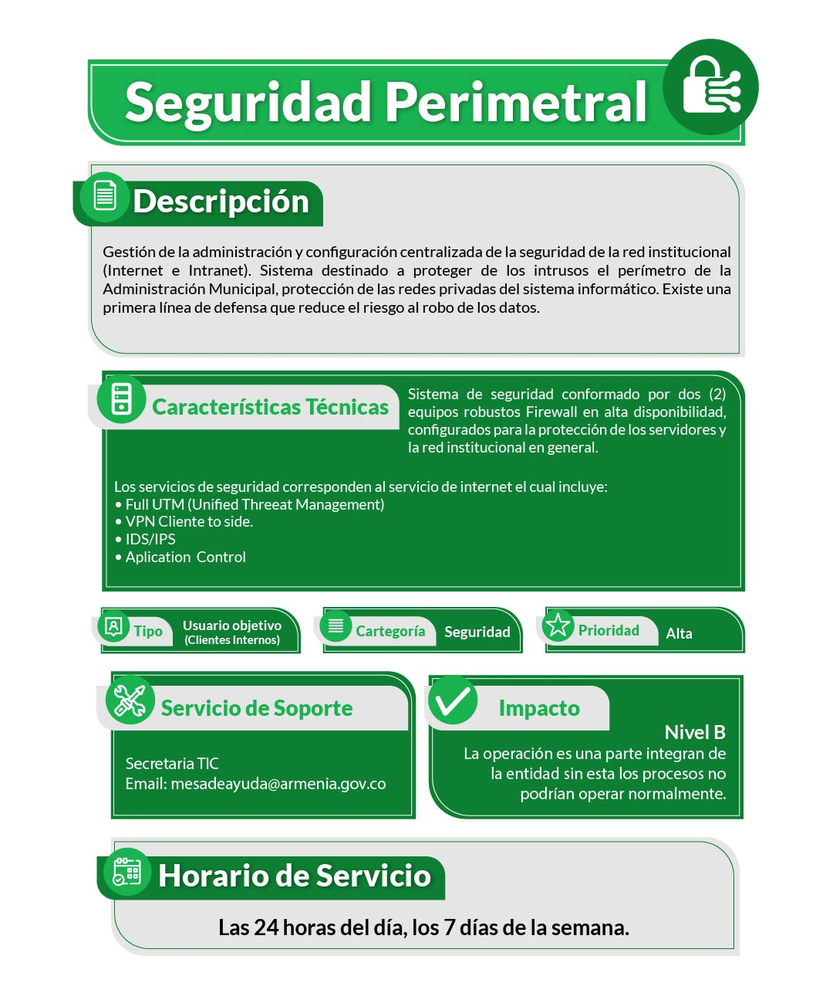 Seguridad Perimetral
Descripción
Gestión de la administración y configuración centralizada de la seguridad de la red institucional
(Internet e Intranet). Sistema destinado a proteger de los intrusos el perímetro de la
Administración Municipal, protección de las redes privadas del sistema informático. Existe una
primera línea de defensa que reduce el riesgo al robo de los datos.
Características Técnicas
Sistema de seguridad conformado por dos (2)
equipos robustos Firewall en alta disponibilidad,
configurados para la protección de los servidores y
la red institucional en general.
Los servicios de seguridad corresponden al servicio de internet el cual incluye:
• Full UTM (Unified Threeat Management)
• VPN Cliente to side.
• IDS/IPS
• Aplication Control
Tipo
Usuario objetivo
(Clientes Internos)
Cartegoría
Seguridad
Prioridad
Alta
Servicio de Soporte
Secretaria TIC
Email: mesadeayuda@armenia.gov.co
Impacto
Nivel B
La operación es una parte integran de
la entidad sin esta los procesos no
podrían operar normalmente.
Horario de Servicio
Las 24 horas del día, los 7 días de la semana.